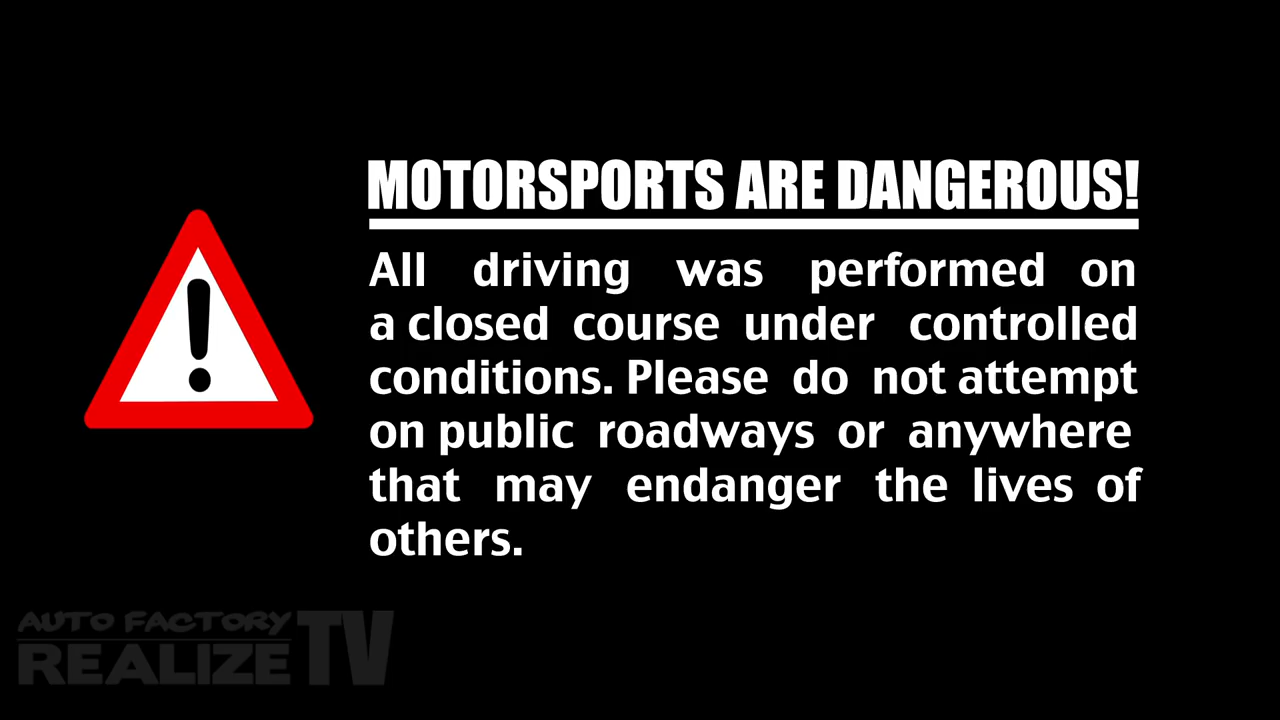 MOTORSPORTS ARE DANGEROUS!
All driving was performed on
a closed course under controlled
conditions. Please do not attempt
on public roadways or anywhere
that may endanger the lives of
others.
AUTO FACTORY
REALIZE TV